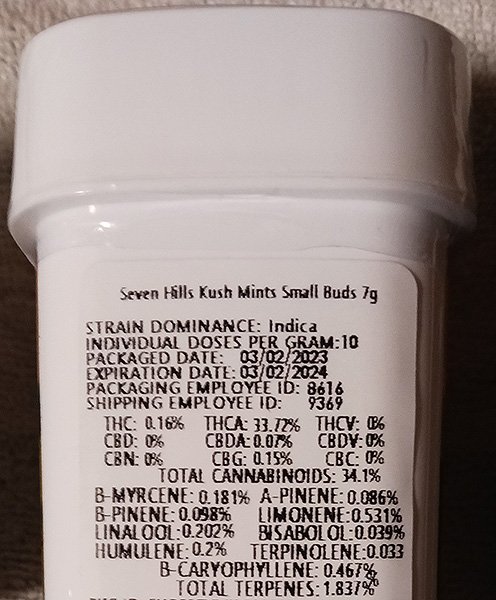 Seven Hills Kush Mints Small Buds 7g
STRAIN DOMINANCE: Indica
INDIVIDUAL DOSES PER GRAM:10
PACKAGED DATE: 03/02/2023
EXPIRATION DATE: 03/02/2024
PACKAGING EMPLOYEE ID: 8616
SHIPPING EMPLOYEE ID: 9369
THC: 0.16% THCA: 33.72% THCV: 0%
CBD: 0% CBDA: 0.07% CBDV: 0%
CBN: 0% CBG: 0.15% CBC: 0%
TOTAL CANNABINOIDS: 34.1%
B-MYRCENE: 0.181% A-PINENE: 0.086%
B-PINENE: 0.098% LIMONENE: 0.531%
LINALOOL: 0.202% BISABOLOL: 0.039%
HUMULENE: 0.2% TERPINOLENE: 0.033
B-CARYOPHYLLENE: 0.467%
TOTAL TERPENES: 1.837%